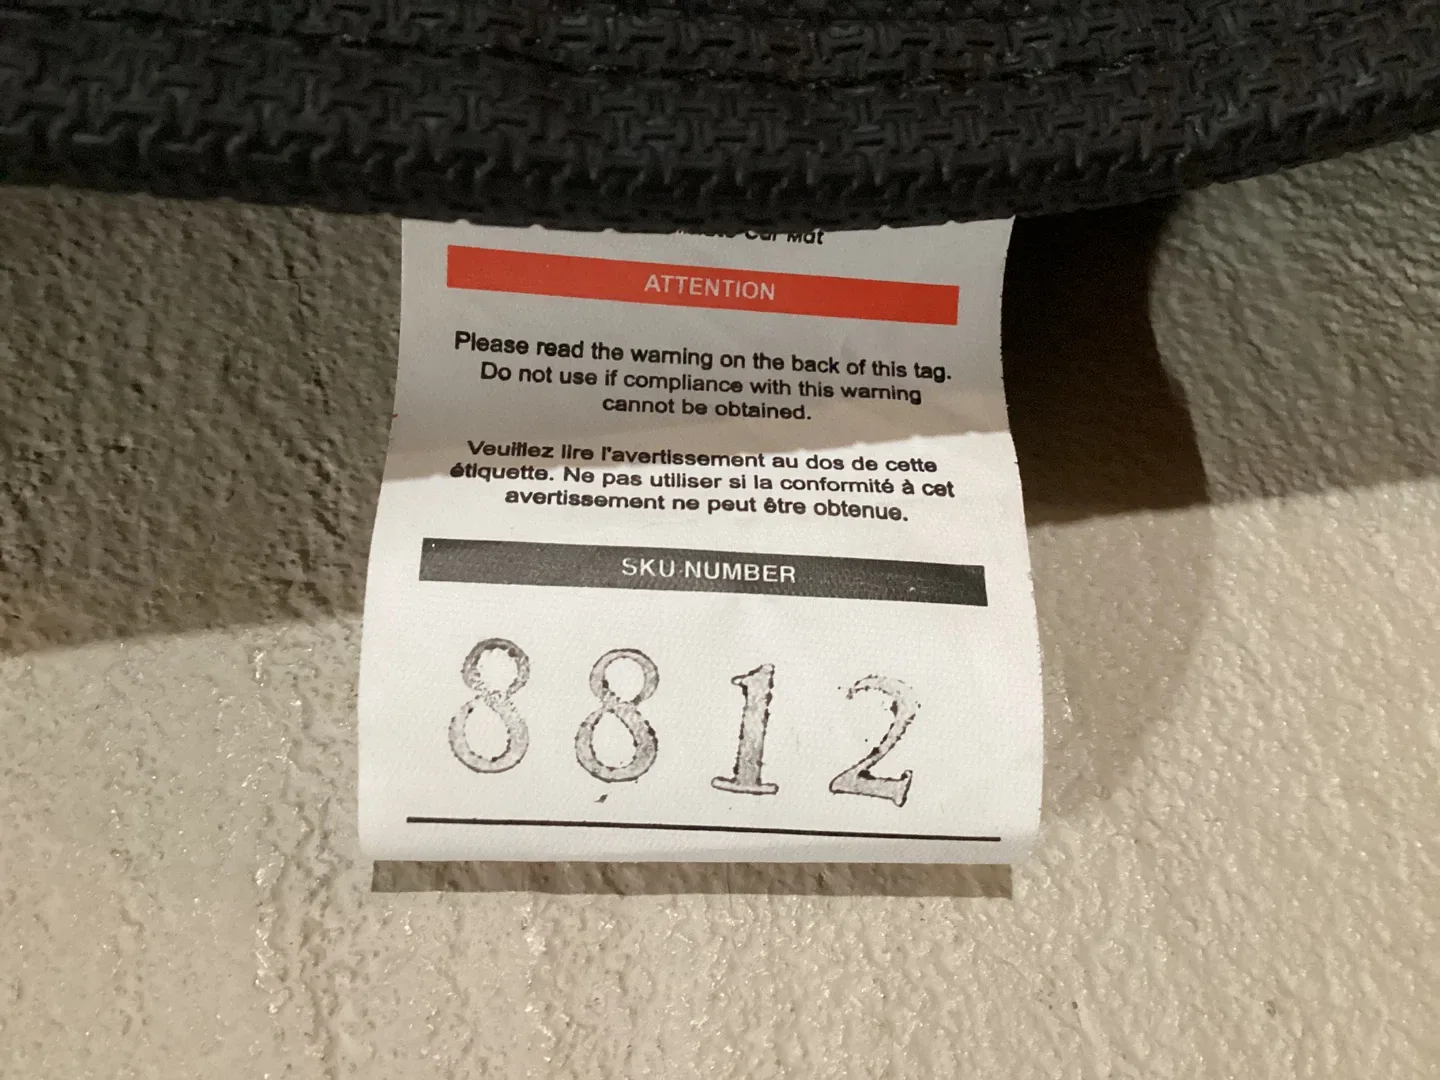 Car Mat
ATTENTION
Please read the warning on the back of this tag.
Do not use if compliance with this warning
cannot be obtained.
Veuillez lire l'avertissement au dos de cette
étiquette. Ne pas utiliser si la conformité à cet
avertissement ne peut être obtenue.
SKU NUMBER
8812